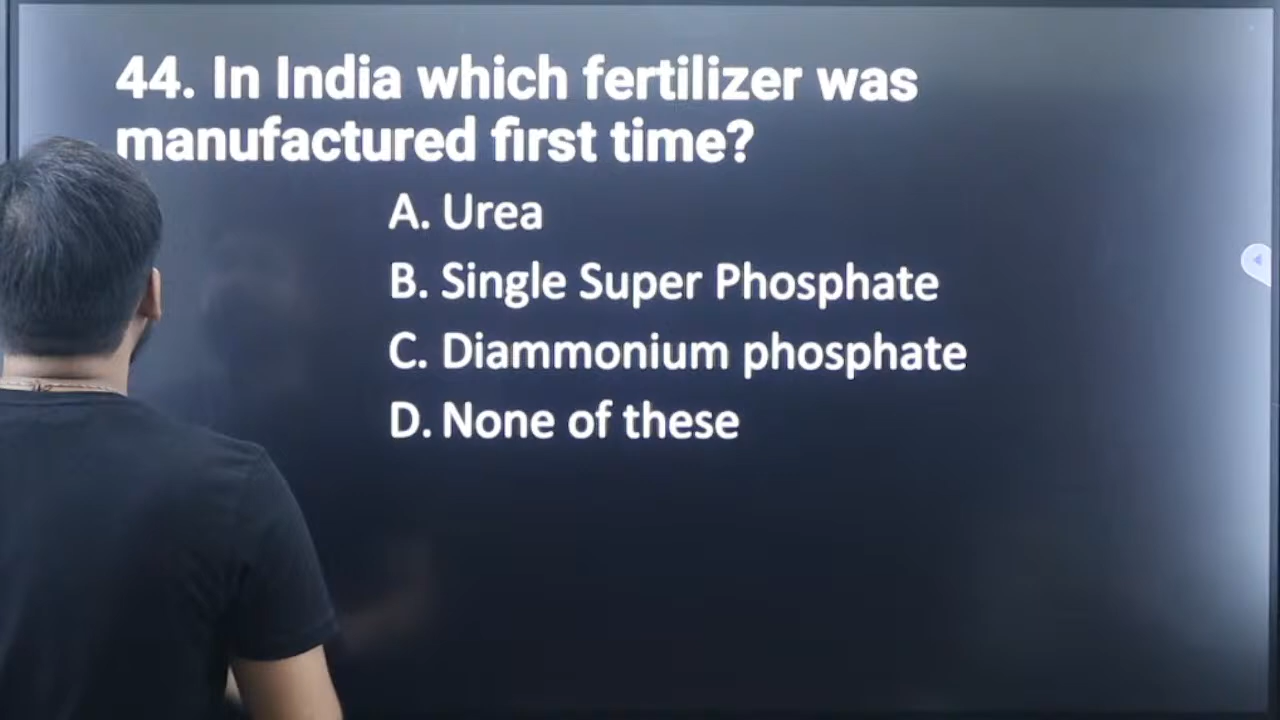 44. In India which fertilizer was
manufactured first time?
A. Urea
B. Single Super Phosphate
C. Diammonium phosphate
D. None of these